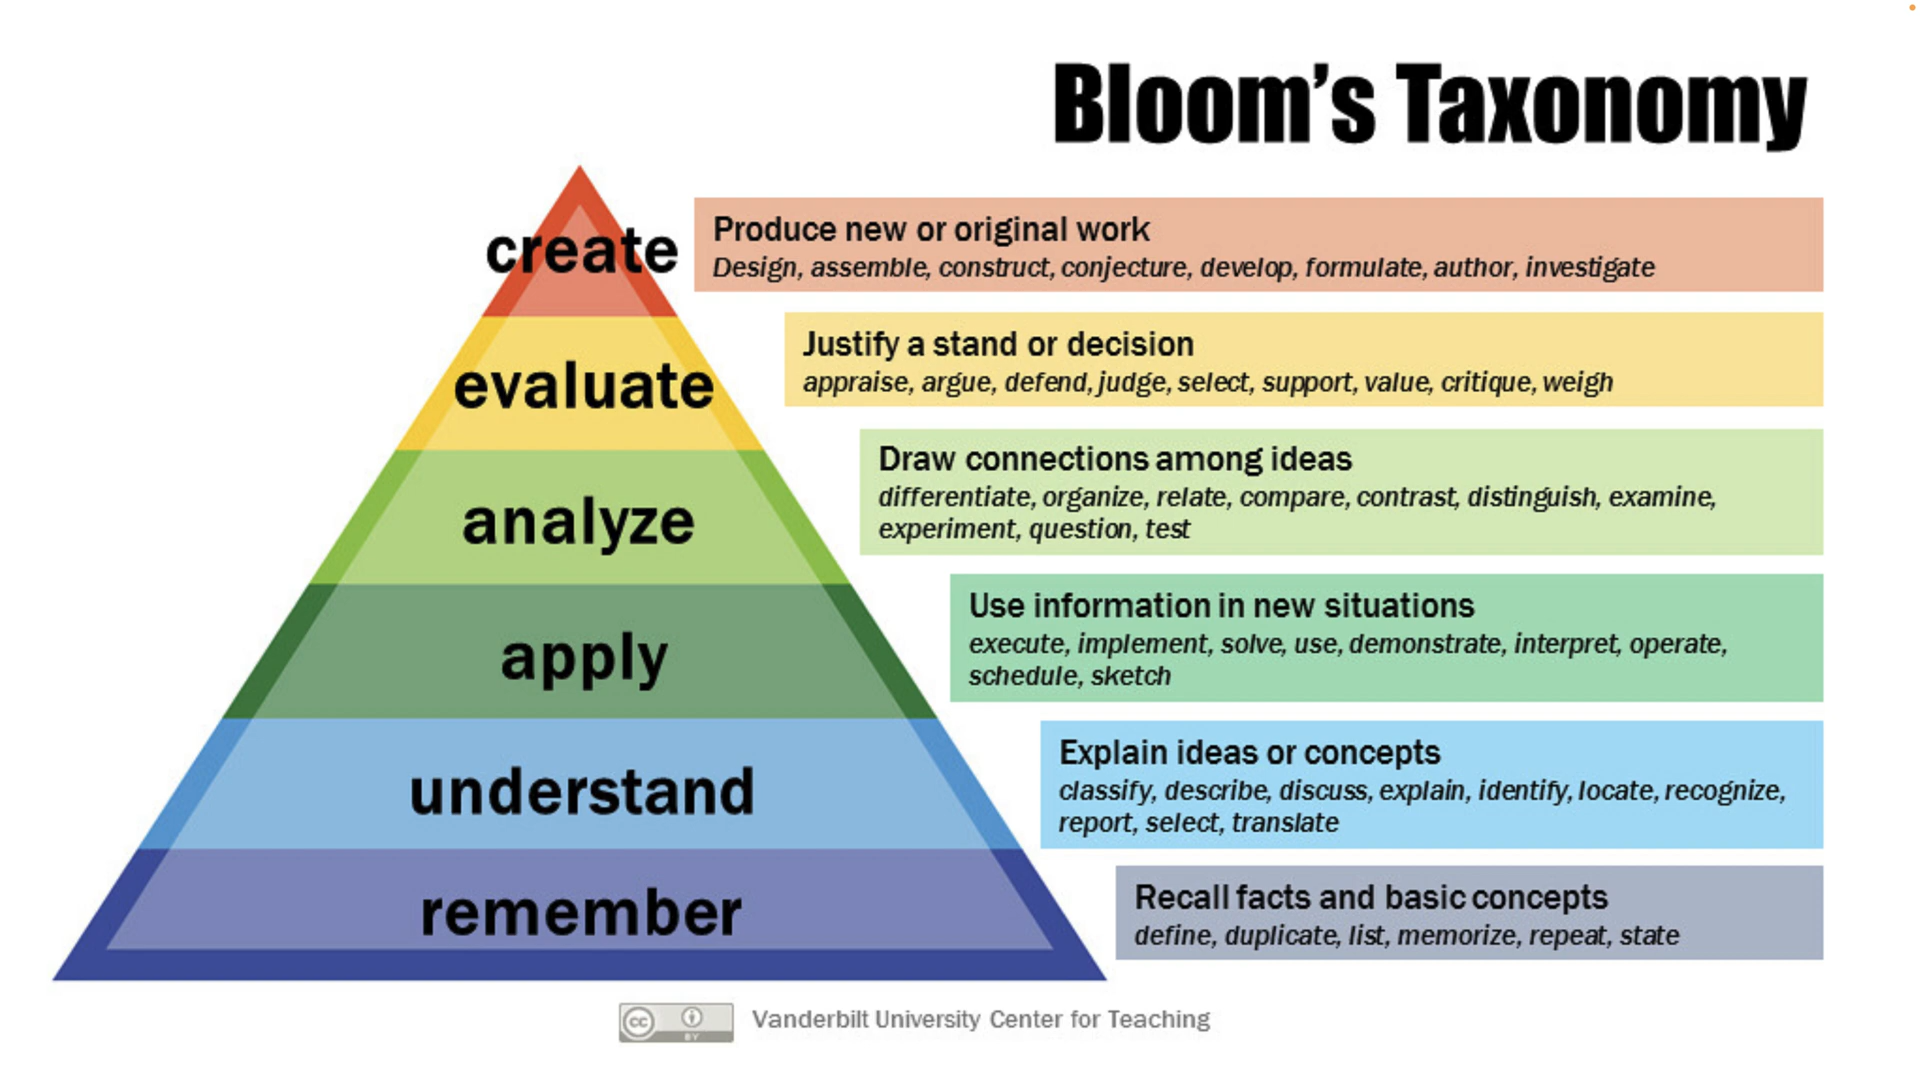 Bloom's Taxonomy
create
Produce new or original work
Design, assemble, construct, conjecture, develop, formulate, author, investigate
evaluate
Justify a stand or decision
appraise, argue, defend, judge, select, support, value, critique, weigh
analyze
Draw connections among ideas
differentiate, organize, relate, compare, contrast, distinguish, examine,
experiment, question, test
apply
Use information in new situations
execute, implement, solve, use, demonstrate, interpret, operate,
schedule, sketch
understand
Explain ideas or concepts
classify, describe, discuss, explain, identify, locate, recognize,
report, select, translate
remember
Recall facts and basic concepts
define, duplicate, list, memorize, repeat, state
cc BY
Vanderbilt University Center for Teaching